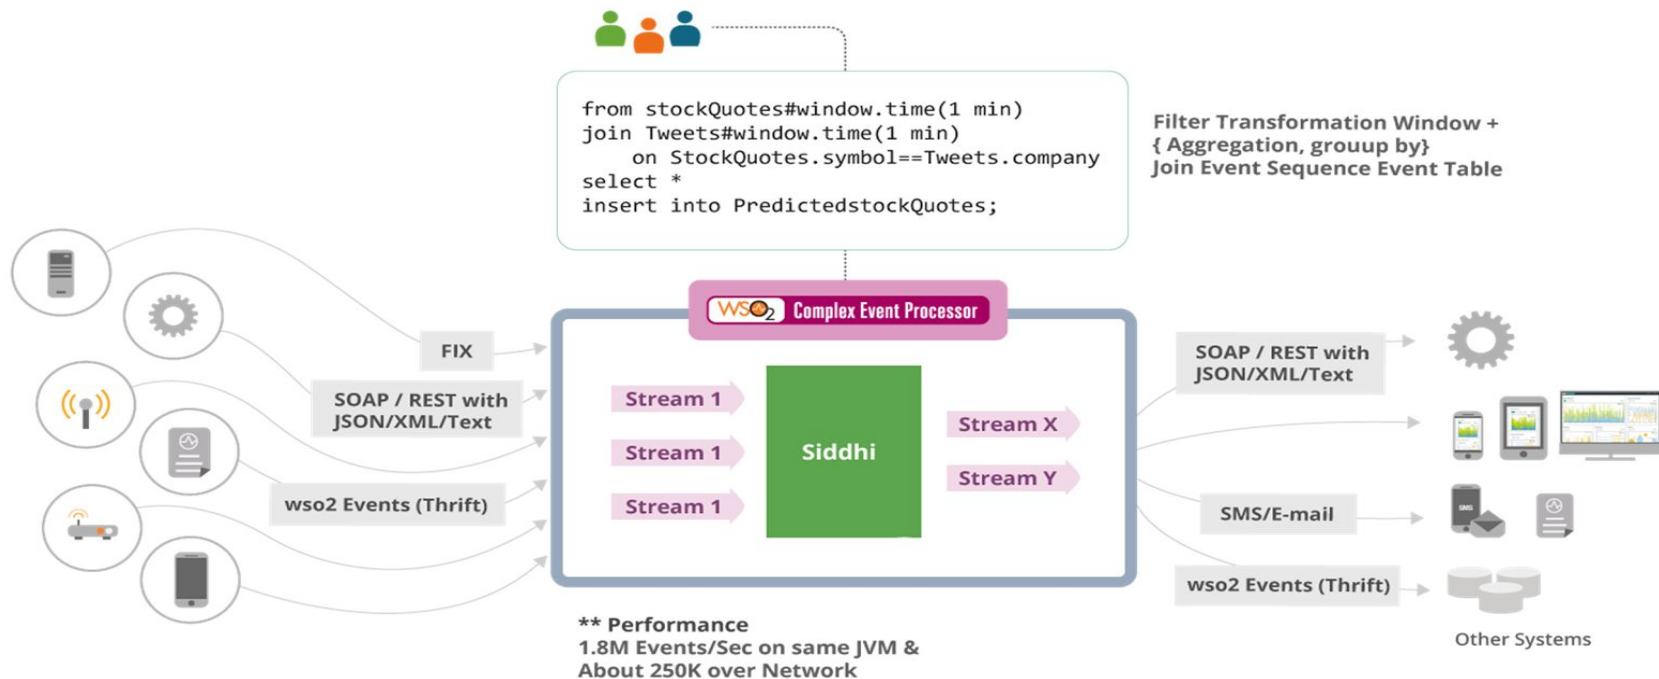 from stockQuotes#window.time(1 min)
join Tweets#window.time(1 min)
on StockQuotes.symbol==Tweets.company
select *
insert into PredictedstockQuotes;
Filter Transformation Window +
{ Aggregation, grouup by}
Join Event Sequence Event Table
WSO2 Complex Event Processor
FIX
SOAP / REST with
JSON/XML/Text
wso2 Events (Thrift)
Stream 1
Stream 1
Stream 1
Siddhi
Stream X
Stream Y
SOAP / REST with
JSON/XML/Text
SMS/E-mail
SMS
wso2 Events (Thrift)
Other Systems
** Performance
1.8M Events/Sec on same JVM &
About 250K over Network